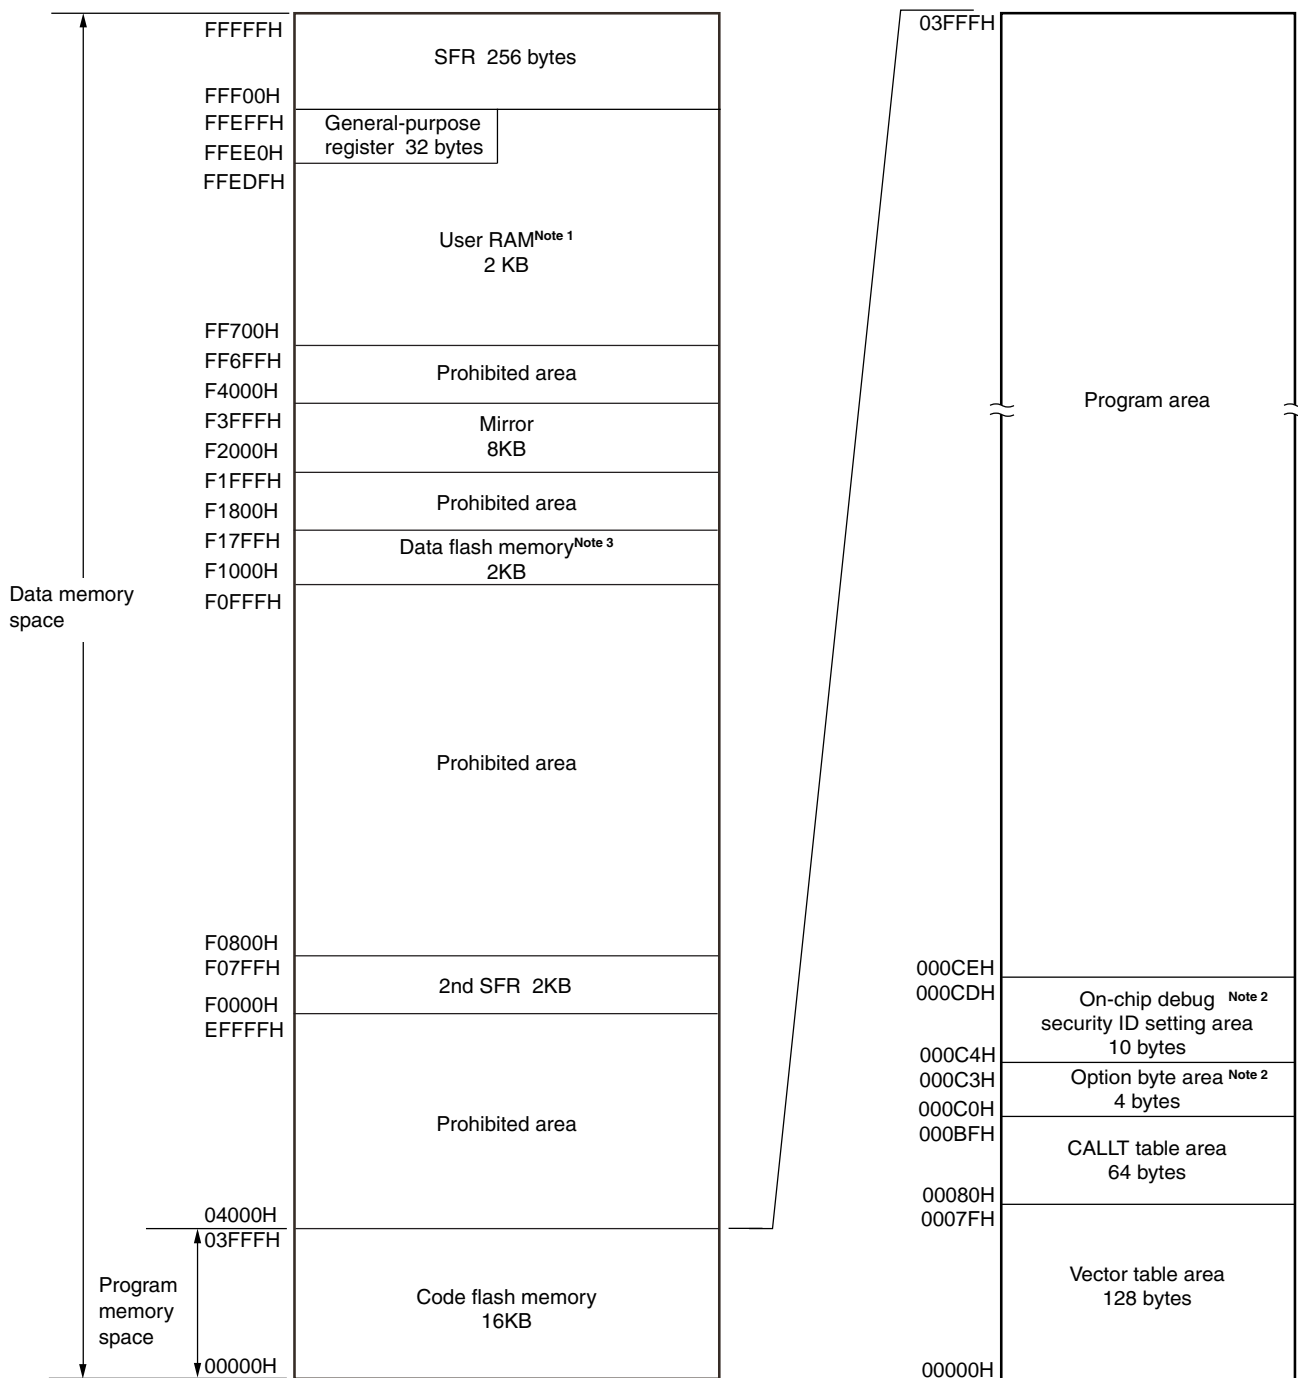 FFFFFH
SFR 256 bytes
FFF00H
FFEFFH
General-purpose
register 32 bytes
FFEE0H
FFEDFH
User RAM Note 1
2 KB
FF700H
FF6FFH
Prohibited area
F4000H
F3FFFH
Mirror
8KB
F2000H
F1FFFH
Prohibited area
F1800H
F17FFH
Data flash memory Note 3
2KB
F1000H
F0FFFH
Data memory
space
Prohibited area
F0800H
F07FFH
2nd SFR 2KB
F0000H
EFFFFH
Prohibited area
04000H
03FFFH
Program
memory
space
Code flash memory
16KB
00000H
03FFFH
Program area
000CEH
000CDH
On-chip debug Note 2
security ID setting area
10 bytes
000C4H
000C3H
Option byte area Note 2
4 bytes
000C0H
000BFH
CALLT table area
64 bytes
00080H
0007FH
Vector table area
128 bytes
00000H